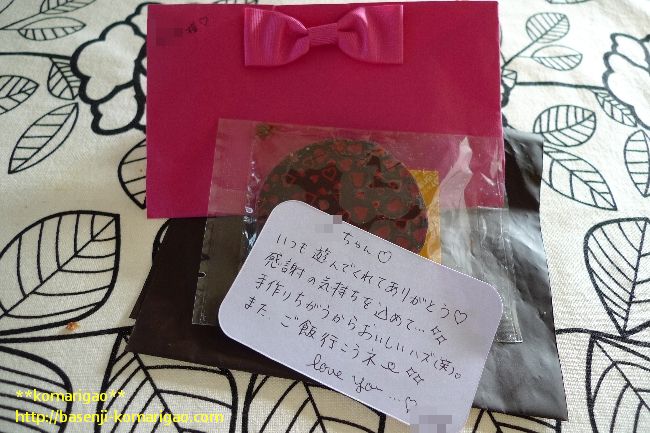 様♡
ちゃん♡
いつも遊んでくれてありがとう♡
感謝の気持ちを込めて…☆☆
手作りちがうからおいしいハズ(笑)。
また、ご飯行こうネ☆☆
love you …♡
**komarigao**
http://basenji-komarigao.com